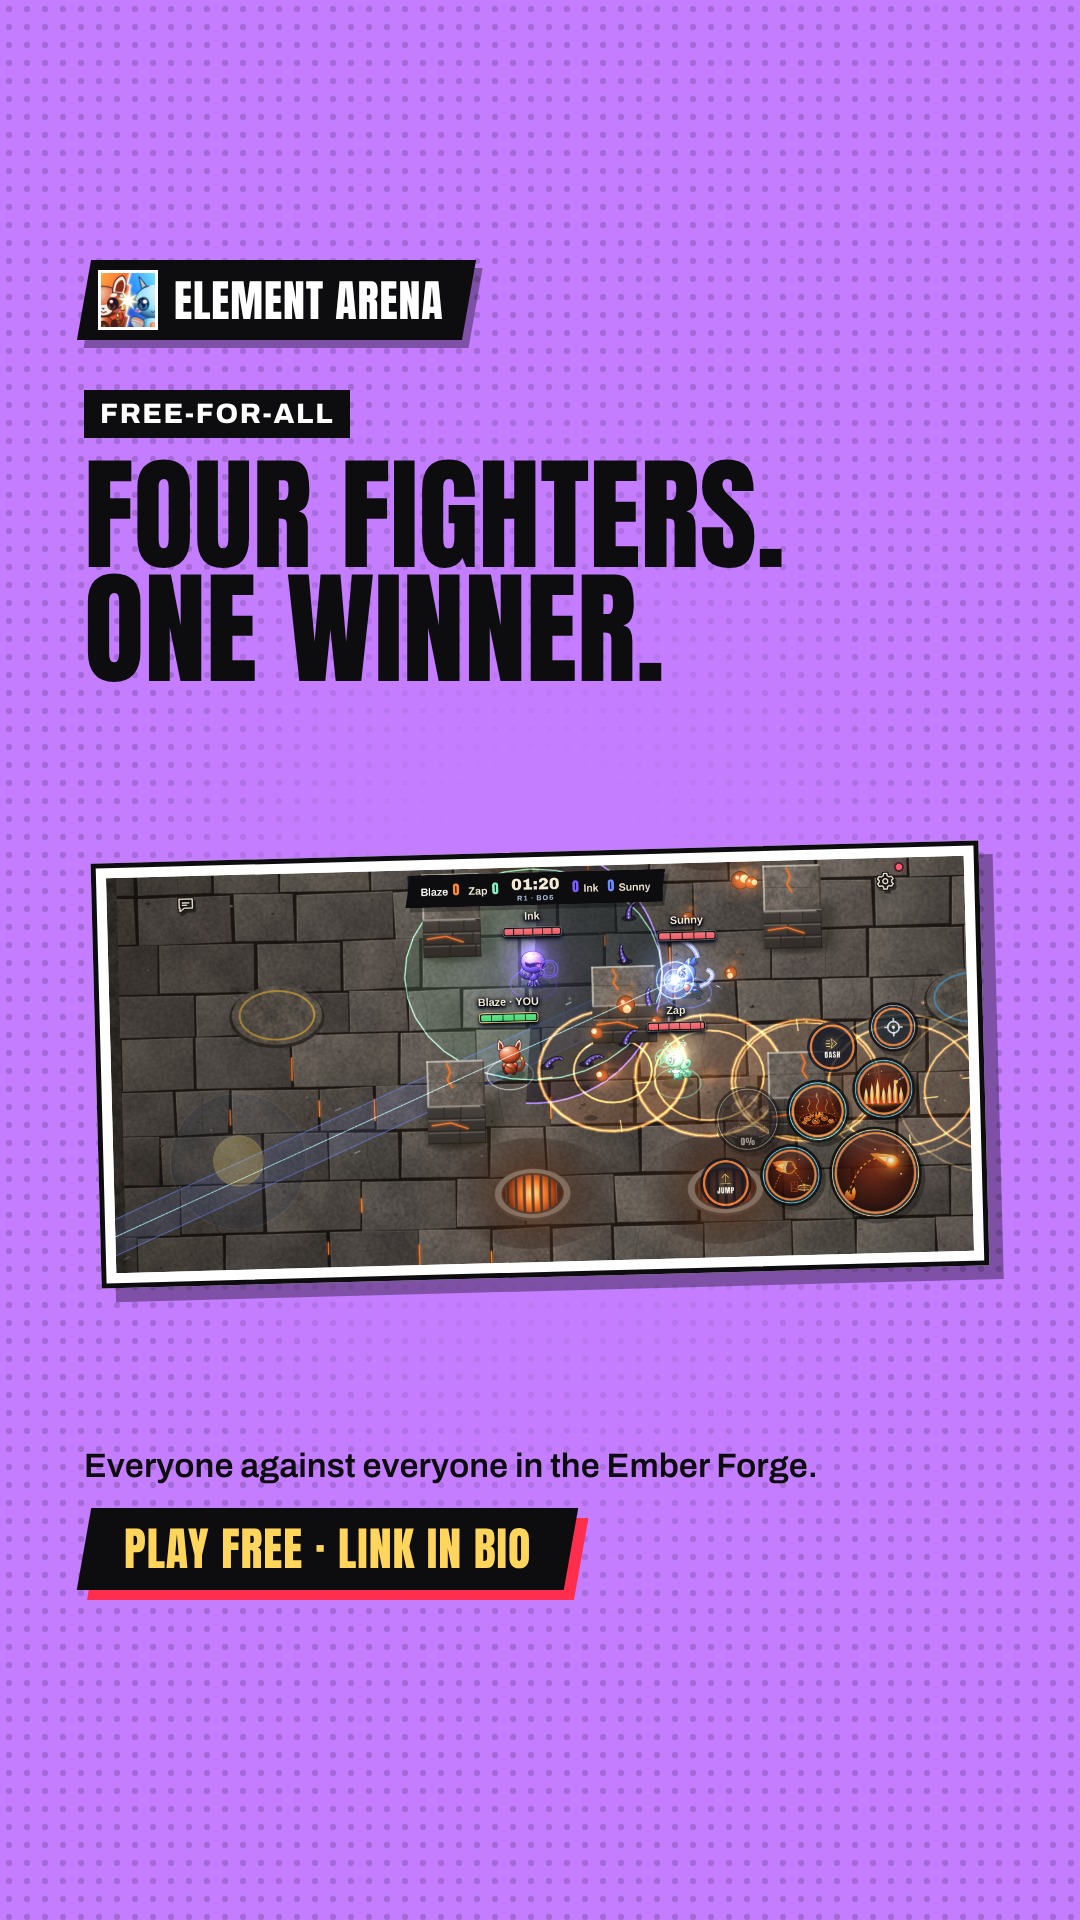 ELEMENT ARENA
FREE-FOR-ALL
FOUR FIGHTERS.
ONE WINNER.
Blaze 0 Zap 0 01:20 0 Ink 0 Sunny
R1 · BO5
Ink
Sunny
Blaze · YOU
Zap
DASH
0%
JUMP
Everyone against everyone in the Ember Forge.
PLAY FREE · LINK IN BIO